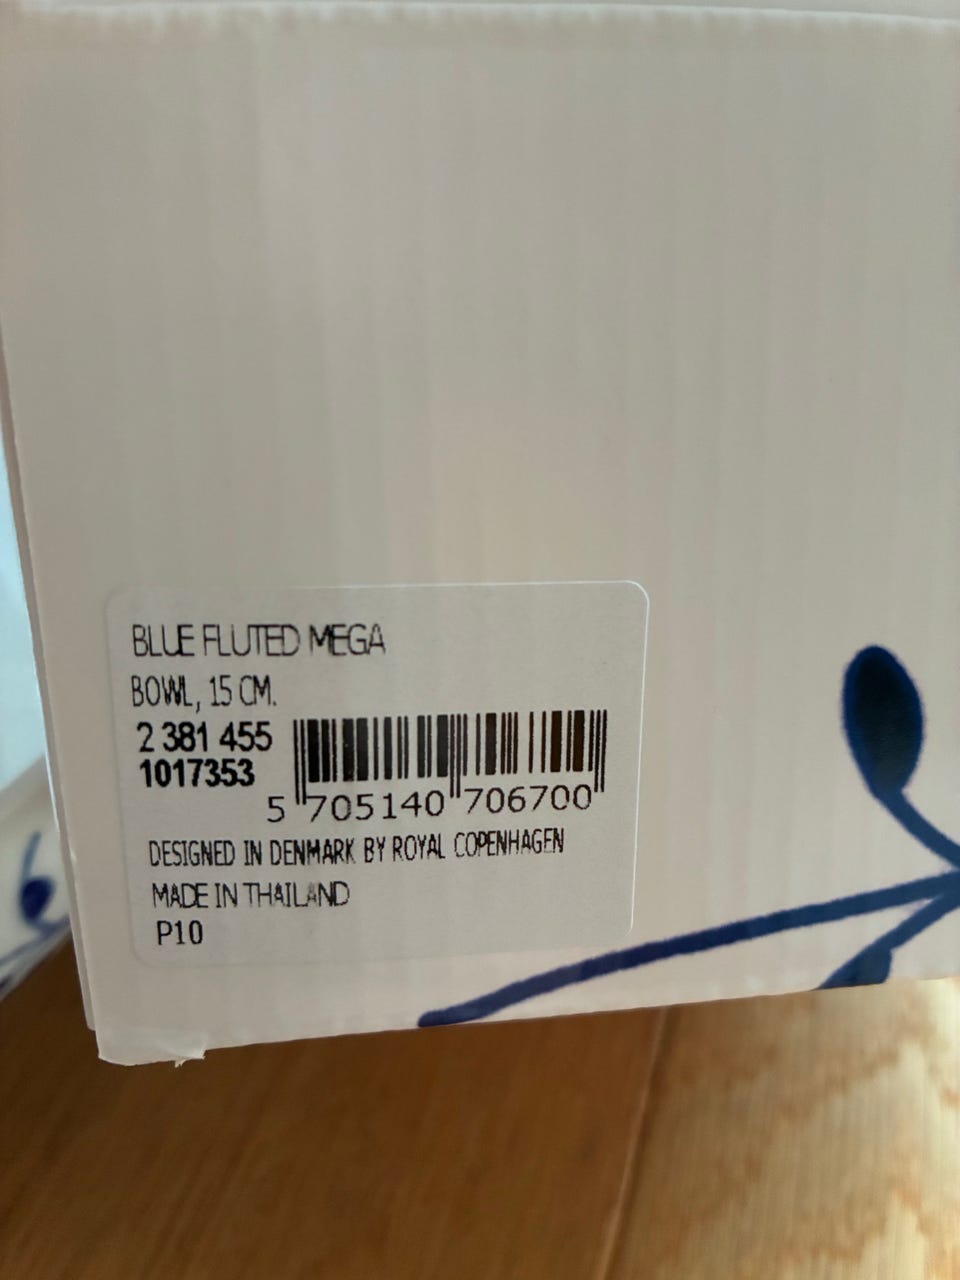 BLUE FLUTED MEGA
BOWL, 15 CM.
2 381 455
1017353
5 705140 706700
DESIGNED IN DENMARK BY ROYAL COPENHAGEN
MADE IN THAILAND
P10